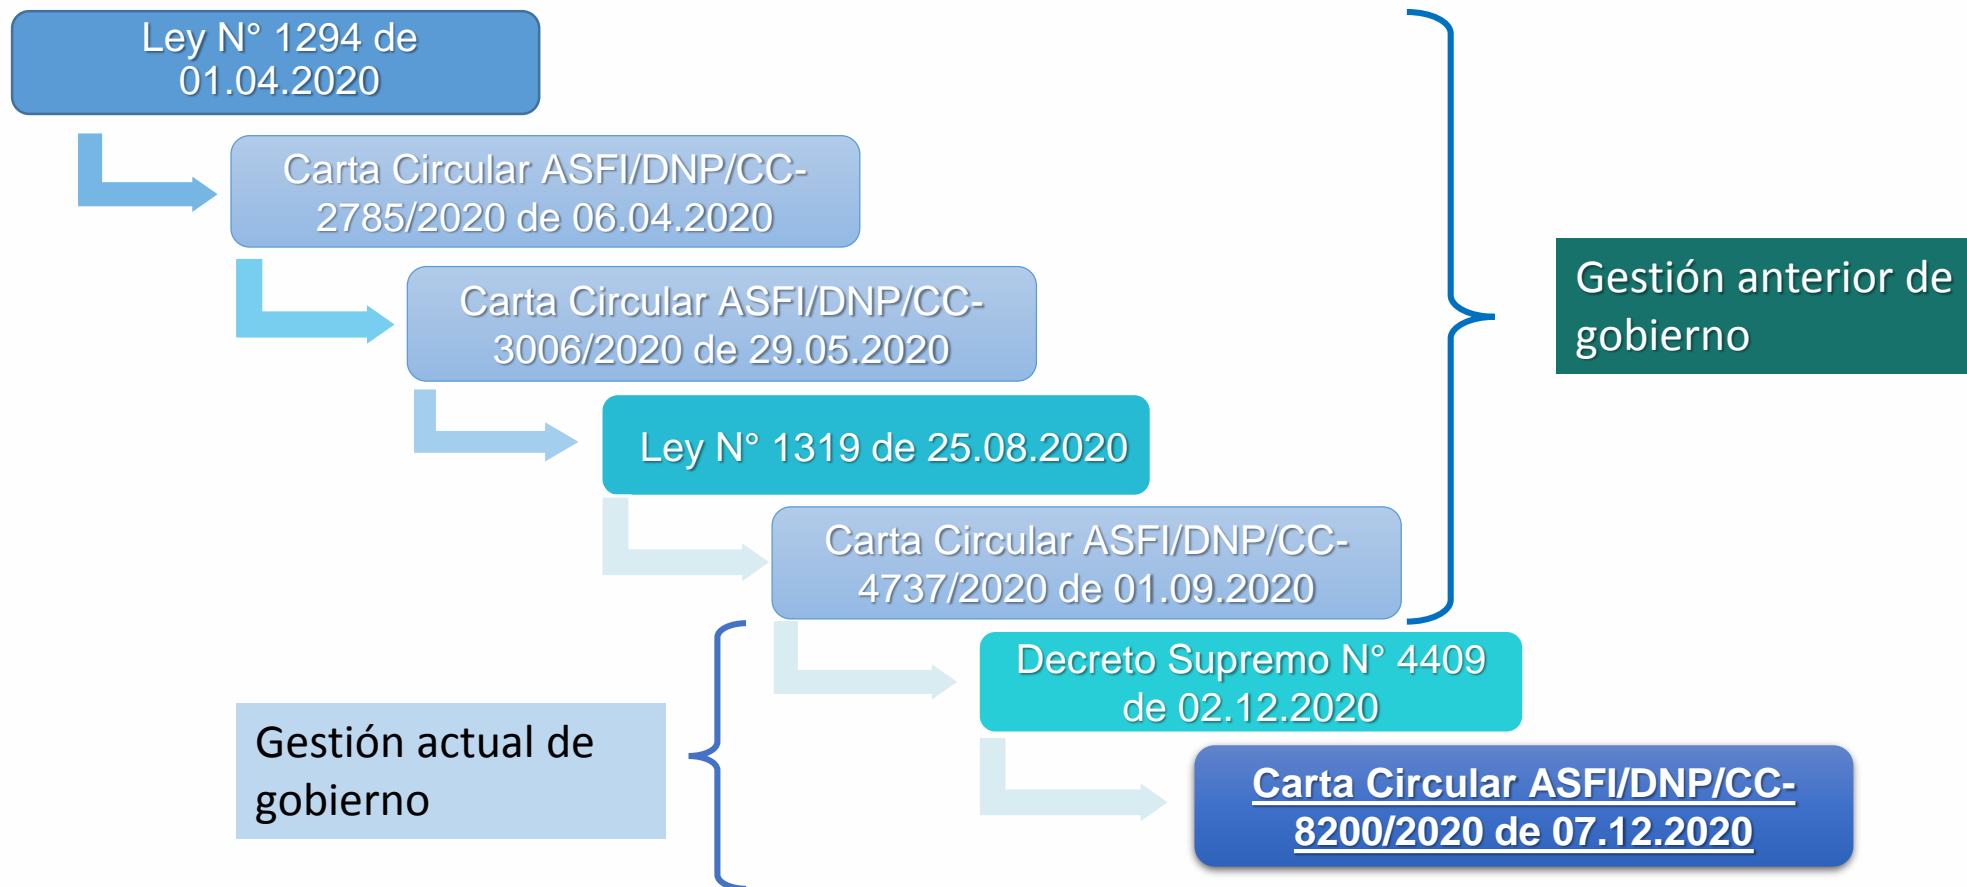 Ley N° 1294 de
01.04.2020
Carta Circular ASFI/DNP/CC-
2785/2020 de 06.04.2020
Carta Circular ASFI/DNP/CC-
3006/2020 de 29.05.2020
Ley N° 1319 de 25.08.2020
Carta Circular ASFI/DNP/CC-
4737/2020 de 01.09.2020
Gestión anterior de
gobierno
Decreto Supremo N° 4409
de 02.12.2020
Carta Circular ASFI/DNP/CC-
8200/2020 de 07.12.2020
Gestión actual de
gobierno